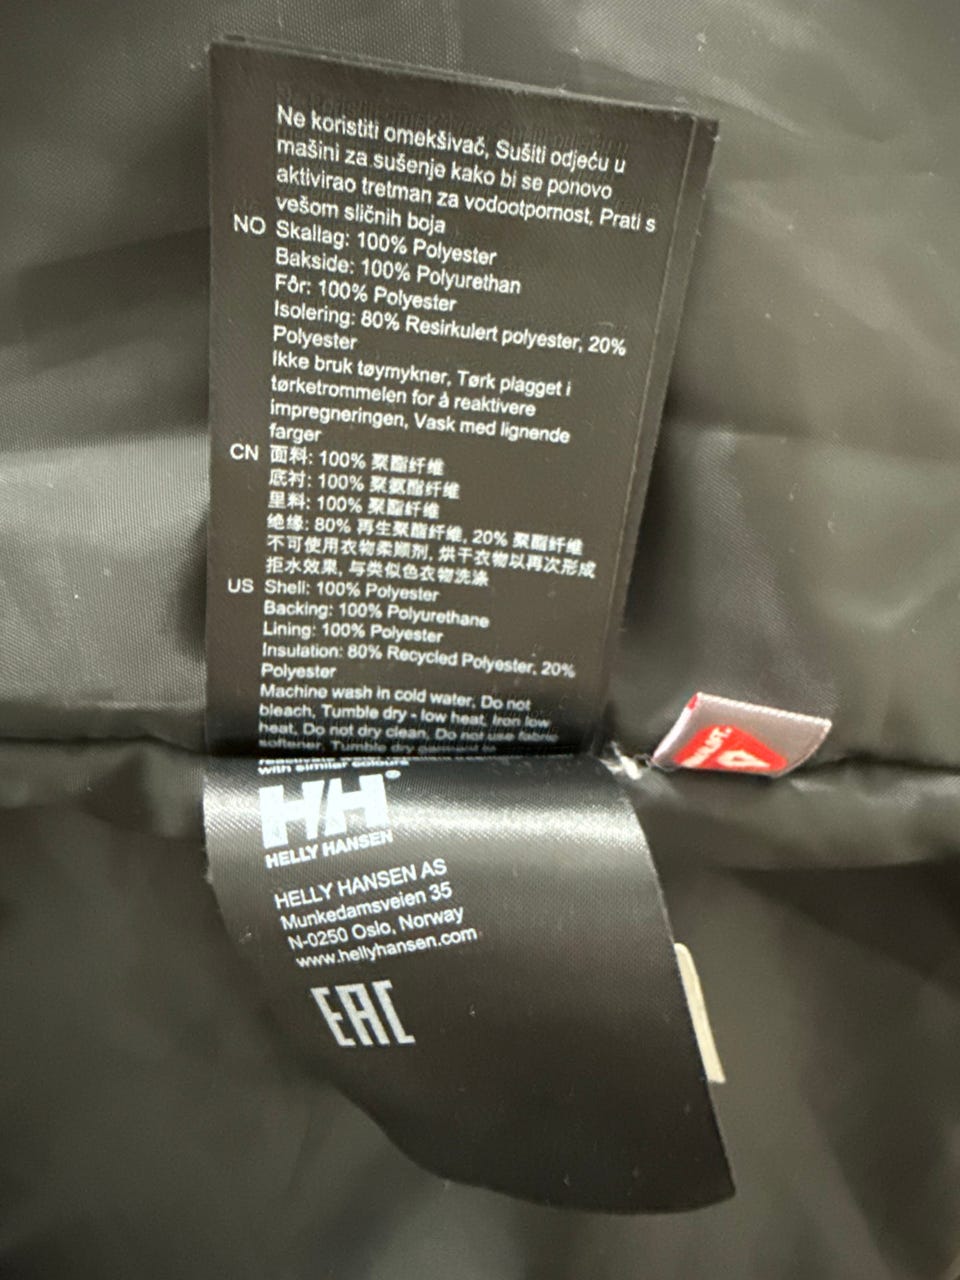 Ne koristiti omekšivač, Sušiti odjeću u
mašini za sušenje kako bi se ponovo
aktivirao tretman za vodootpornost, Prati s
vešom sličnih boja
NO Skallag: 100% Polyester
Bakside: 100% Polyurethan
Fôr: 100% Polyester
Isolering: 80% Resirkulert polyester, 20%
Polyester
Ikke bruk tøymykner, Tørk plagget i
tørketrommelen for å reaktivere
impregneringen, Vask med lignende
farger
CN 面料: 100% 聚酯纤维
底衬: 100% 聚氨酯纤维
里料: 100% 聚酯纤维
绝缘: 80% 再生聚酯纤维, 20% 聚酯纤维
不可使用衣物柔顺剂, 烘干衣物以再次形成
拒水效果, 与类似色衣物洗涤
US Shell: 100% Polyester
Backing: 100% Polyurethane
Lining: 100% Polyester
Insulation: 80% Recycled Polyester, 20%
Polyester
Machine wash in cold water, Do not
bleach, Tumble dry - low heat, Iron low
heat, Do not dry clean, Do not use fabric
softener, Tumble dry garment to
reactivate water
with similar colours
HH®
HELLY HANSEN
HELLY HANSEN AS
Munkedamsveien 35
N-0250 Oslo, Norway
www.hellyhansen.com
EAC